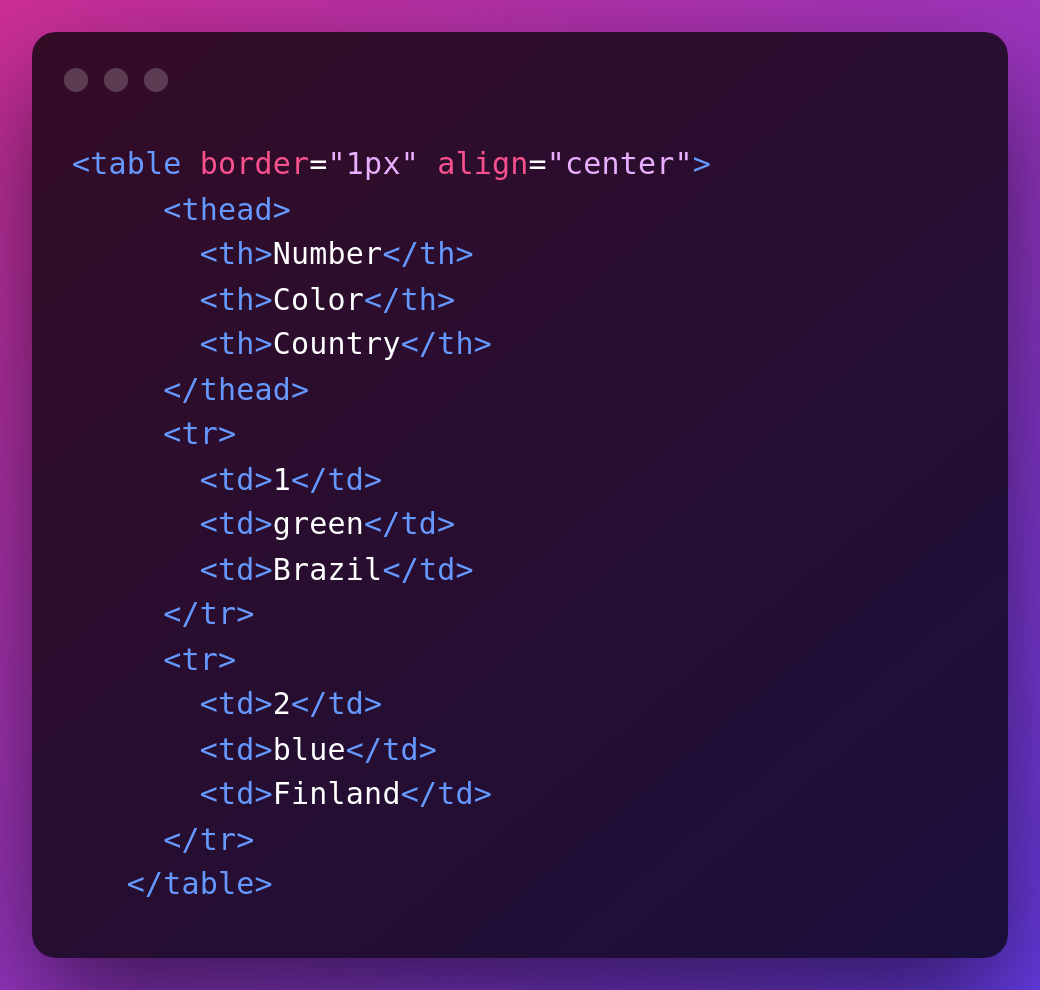 <table border="1px" align="center">
     <thead>
       <th>Number</th>
       <th>Color</th>
       <th>Country</th>
     </thead>
     <tr>
       <td>1</td>
       <td>green</td>
       <td>Brazil</td>
     </tr>
     <tr>
       <td>2</td>
       <td>blue</td>
       <td>Finland</td>
     </tr>
   </table>